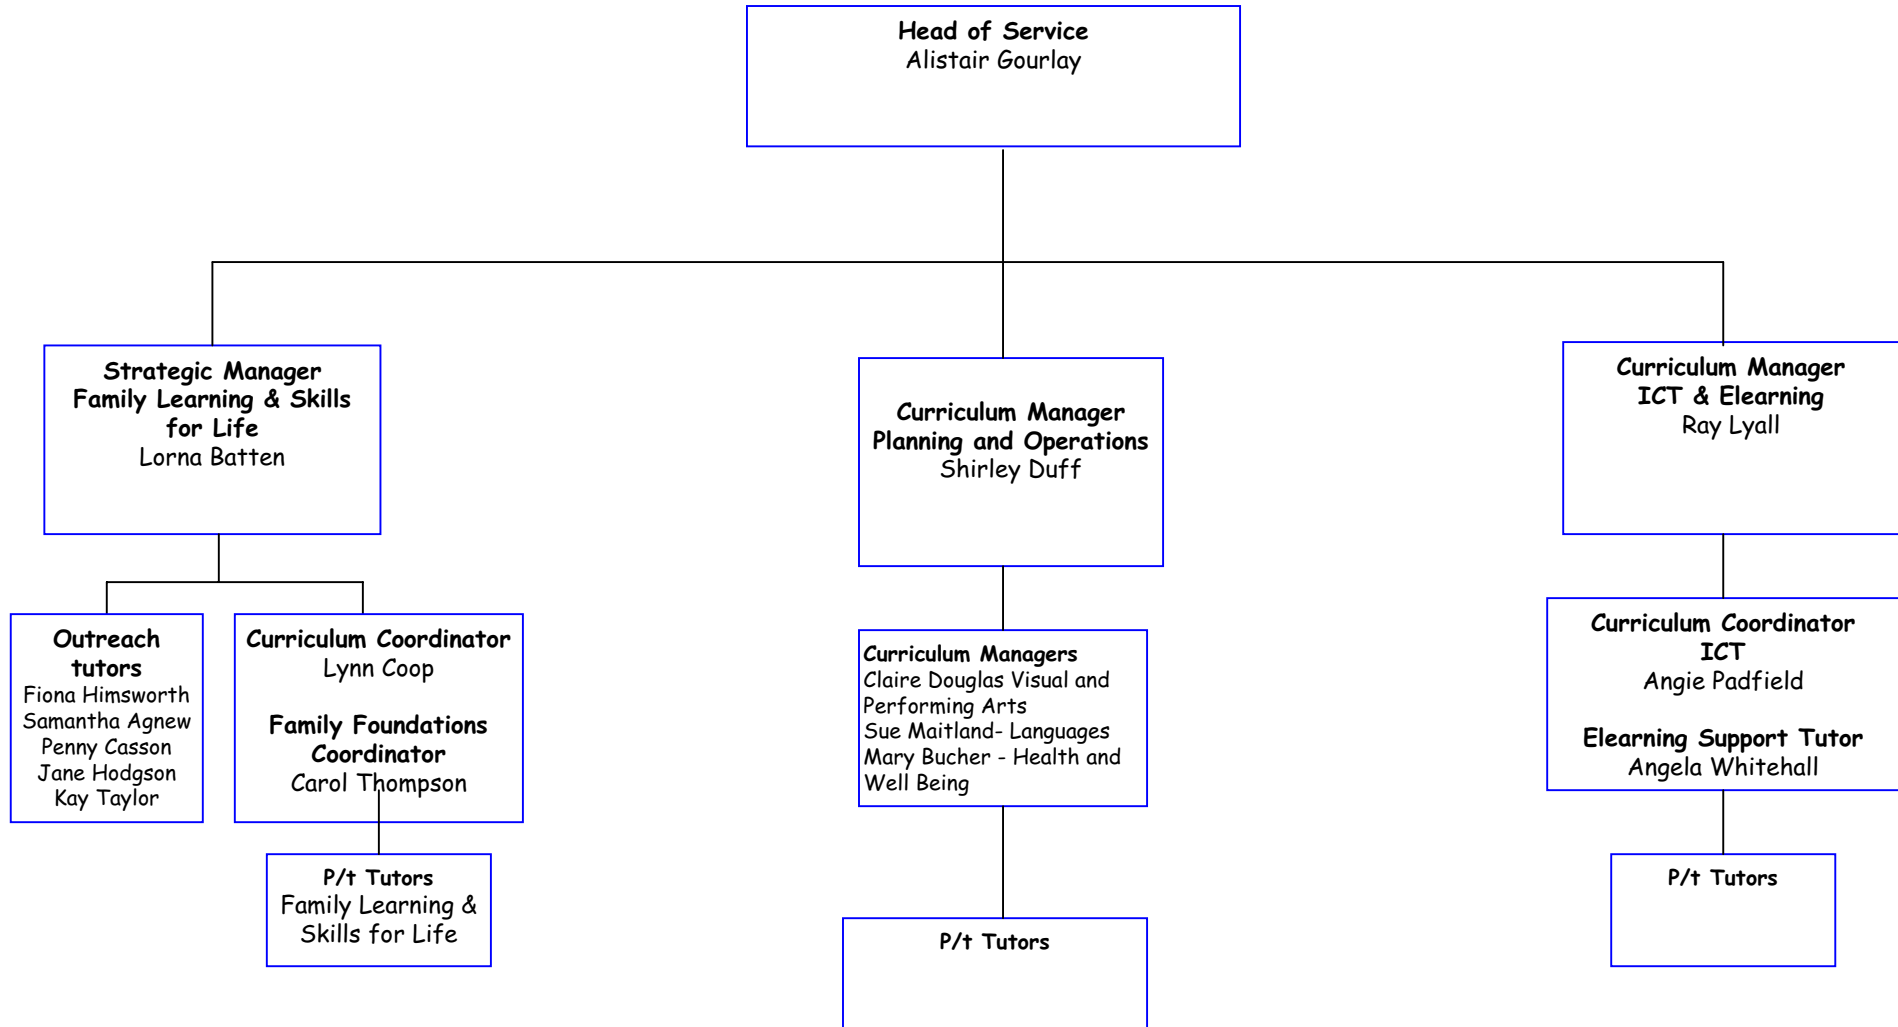 Head of Service
Alistair Gourlay
Strategic Manager
Family Learning & Skills
for Life
Lorna Batten
Curriculum Manager
Planning and Operations
Shirley Duff
Curriculum Manager
ICT & Elearning
Ray Lyall
Outreach
tutors
Fiona Himsworth
Samantha Agnew
Penny Casson
Jane Hodgson
Kay Taylor
Curriculum Coordinator
Lynn Coop
Family Foundations
Coordinator
Carol Thompson
Curriculum Managers
Claire Douglas Visual and
Performing Arts
Sue Maitland- Languages
Mary Bucher - Health and
Well Being
Curriculum Coordinator
ICT
Angie Padfield
Elearning Support Tutor
Angela Whitehall
P/t Tutors
Family Learning &
Skills for Life
P/t Tutors
P/t Tutors